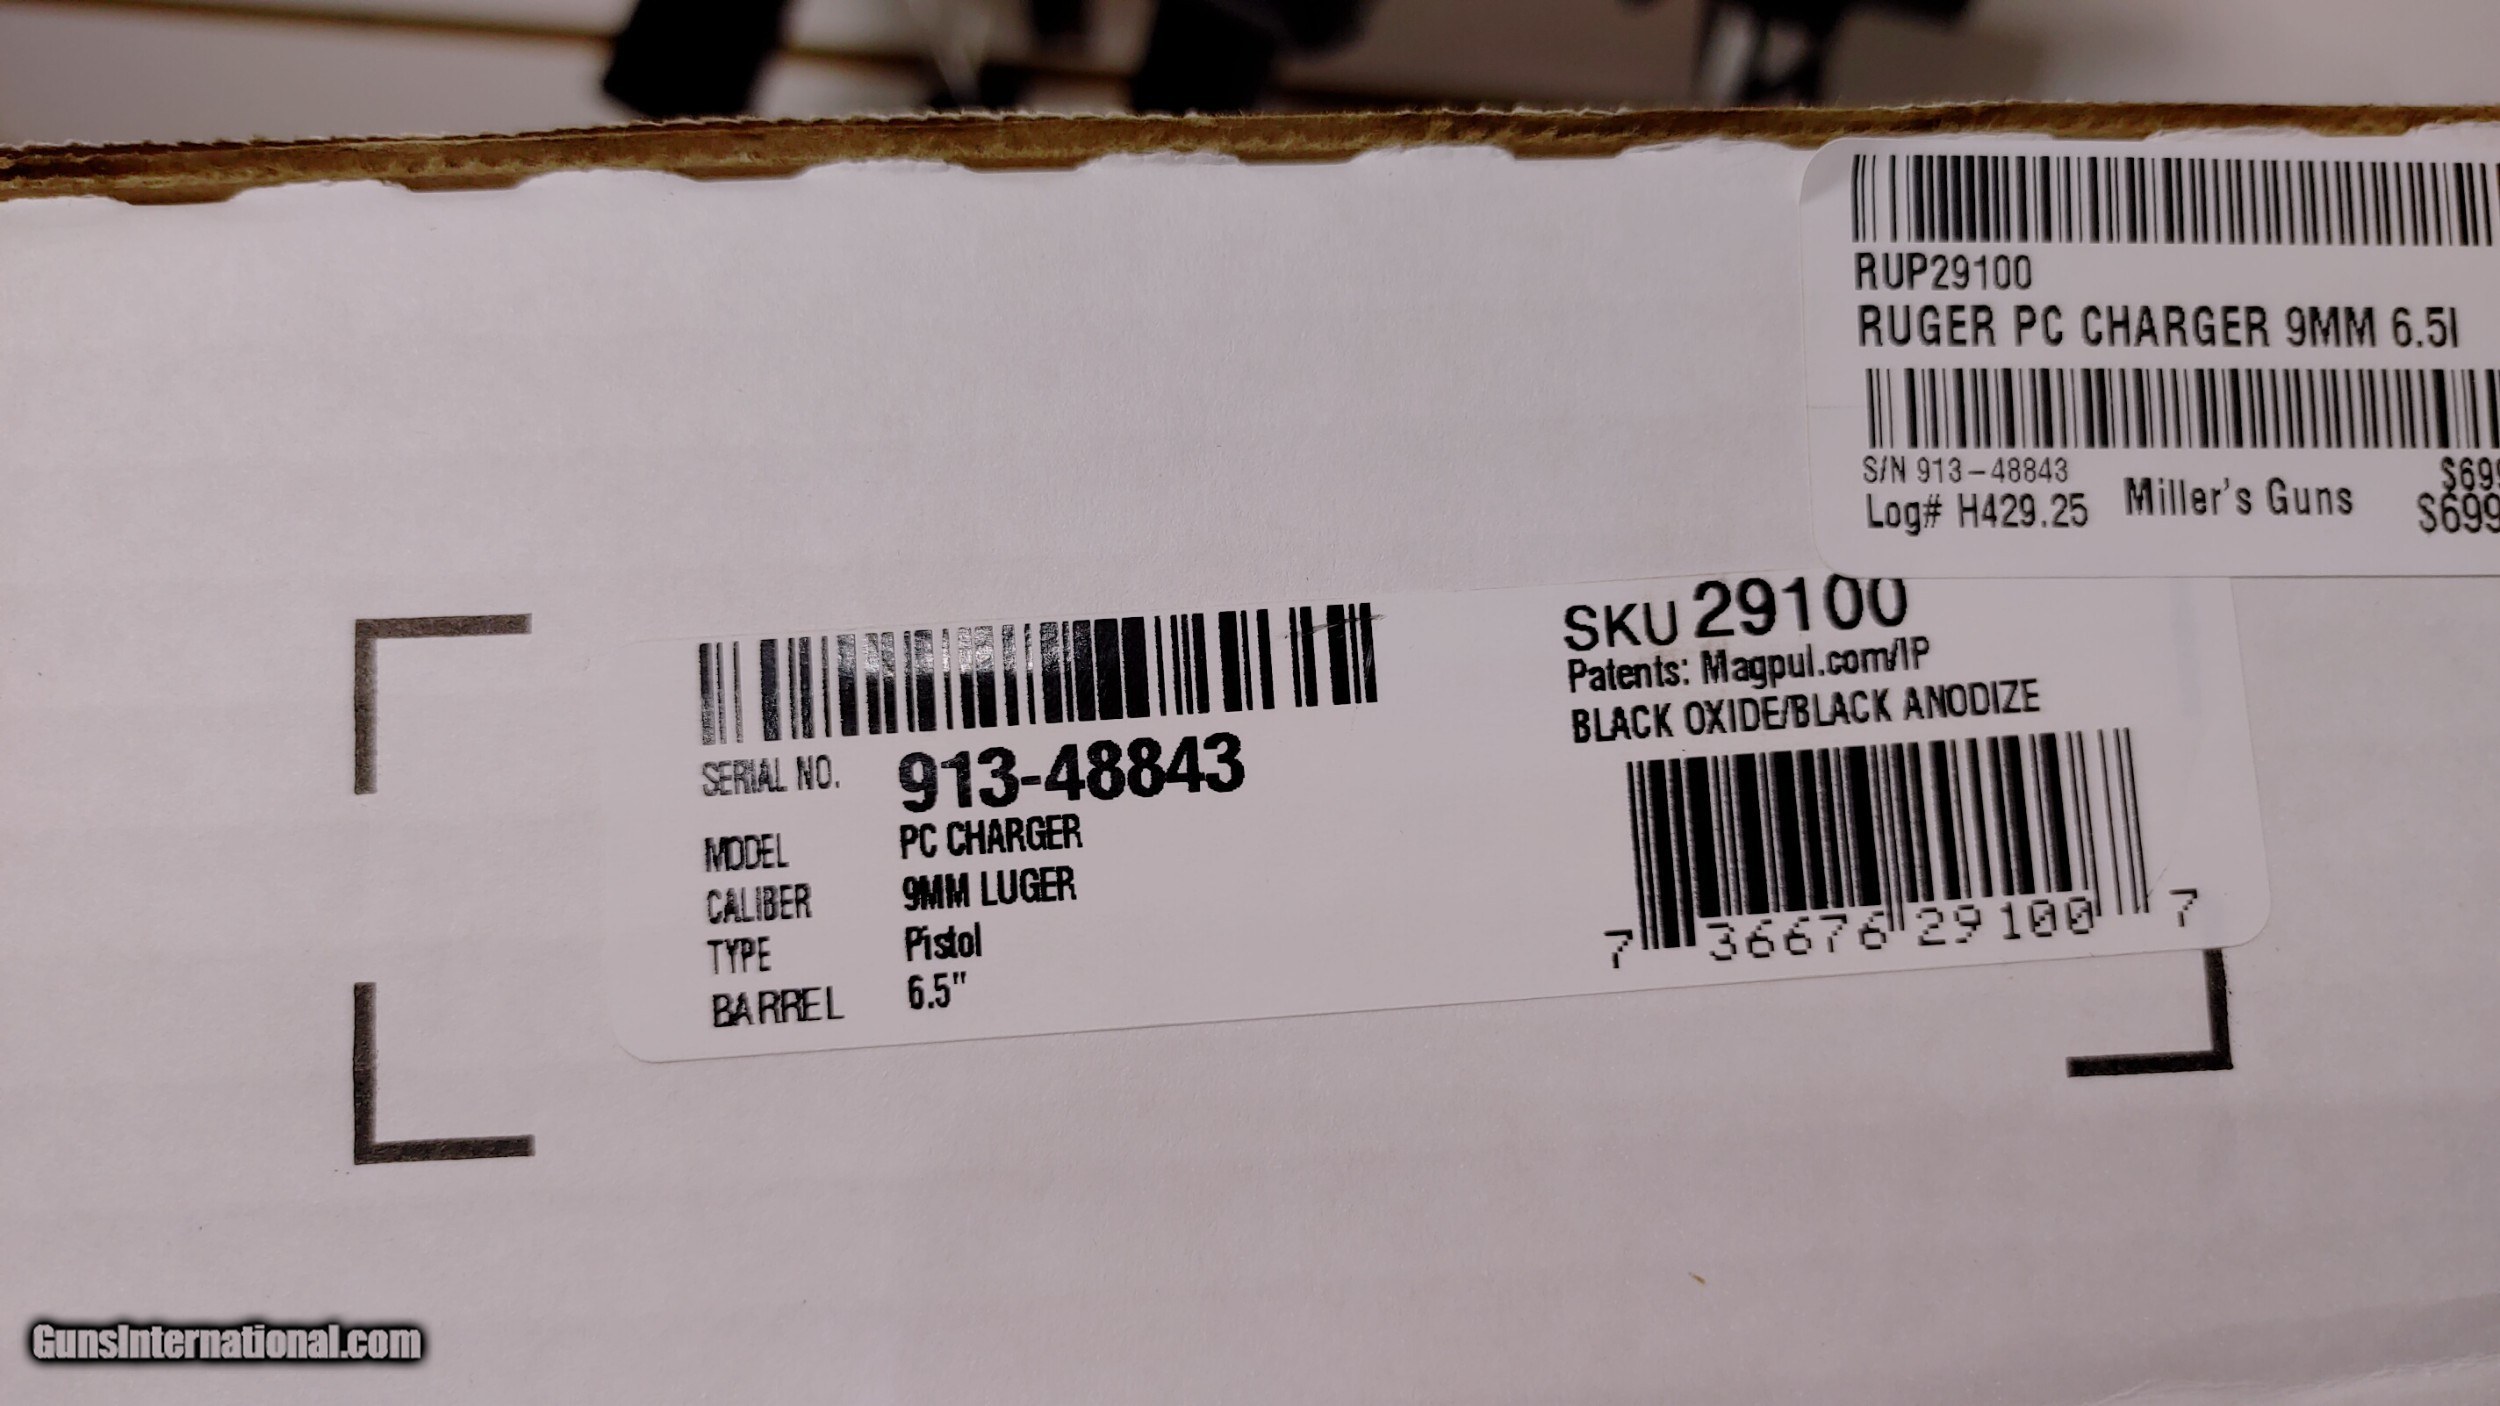 RUP29100
RUGER PC CHARGER 9MM 6.5I
S/N 913-48843
$699
Log# H429.25
Miller's Guns
$699
SKU 29100
Patents: Magpul.com/IP
BLACK OXIDE/BLACK ANODIZE
7 36676 29100 7
SERIAL NO. 913-48843
MODEL PC CHARGER
CALIBER 9MM LUGER
TYPE Pistol
BARREL 6.5"
GunsInternational.com